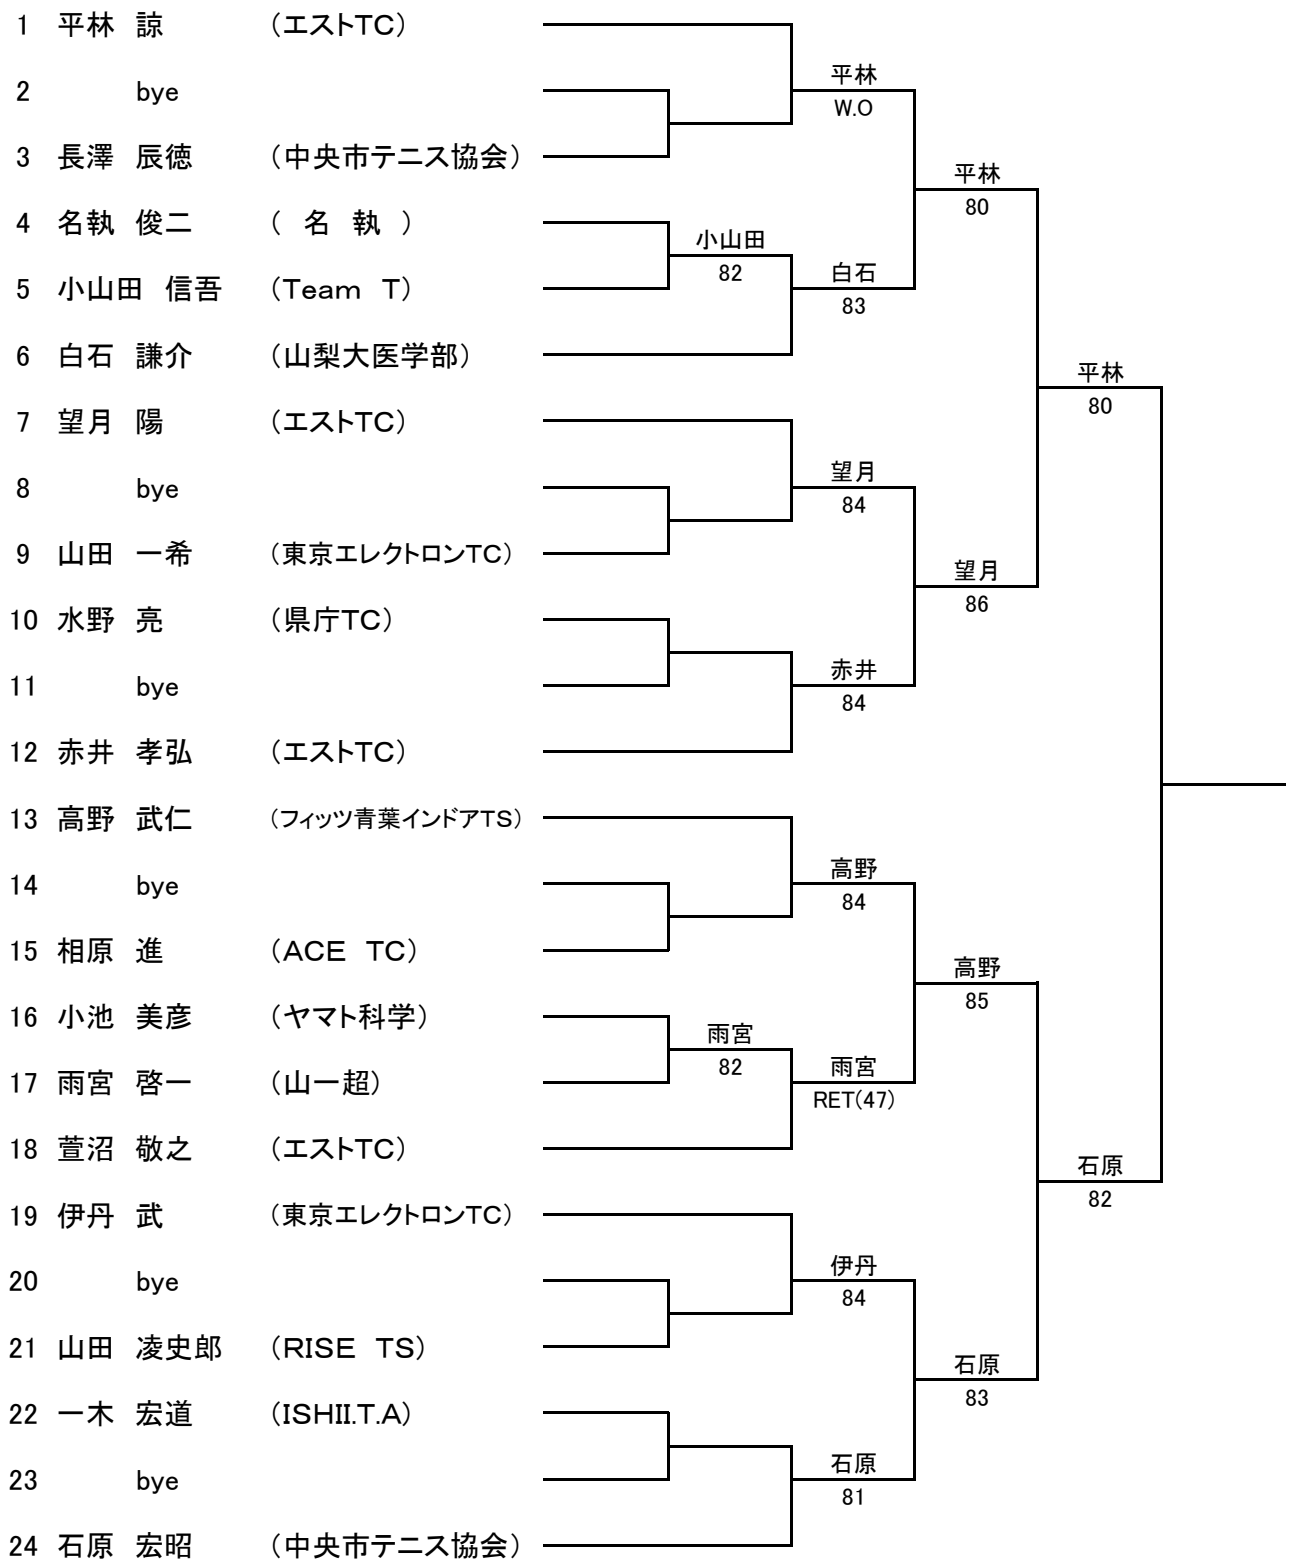 1 平林 諒 (エストTC)
平林
2 bye
W.O
3 長澤 辰徳 (中央市テニス協会)
平林
80
4 名執 俊二 ( 名 執 )
小山田
82
白石
5 小山田 信吾 (Team T)
83
6 白石 謙介 (山梨大医学部)
平林
80
7 望月 陽 (エストTC)
望月
8 bye
84
9 山田 一希 (東京エレクトロンTC)
望月
86
10 水野 亮 (県庁TC)
赤井
11 bye
84
12 赤井 孝弘 (エストTC)
13 高野 武仁 (フィッツ青葉インドアTS)
高野
14 bye
84
15 相原 進 (ACE TC)
高野
85
16 小池 美彦 (ヤマト科学)
雨宮
82
雨宮
17 雨宮 啓一 (山一超)
RET(47)
18 萱沼 敬之 (エストTC)
石原
82
19 伊丹 武 (東京エレクトロンTC)
伊丹
20 bye
84
21 山田 凌史郎 (RISE TS)
石原
83
22 一木 宏道 (ISHII.T.A)
石原
23 bye
81
24 石原 宏昭 (中央市テニス協会)